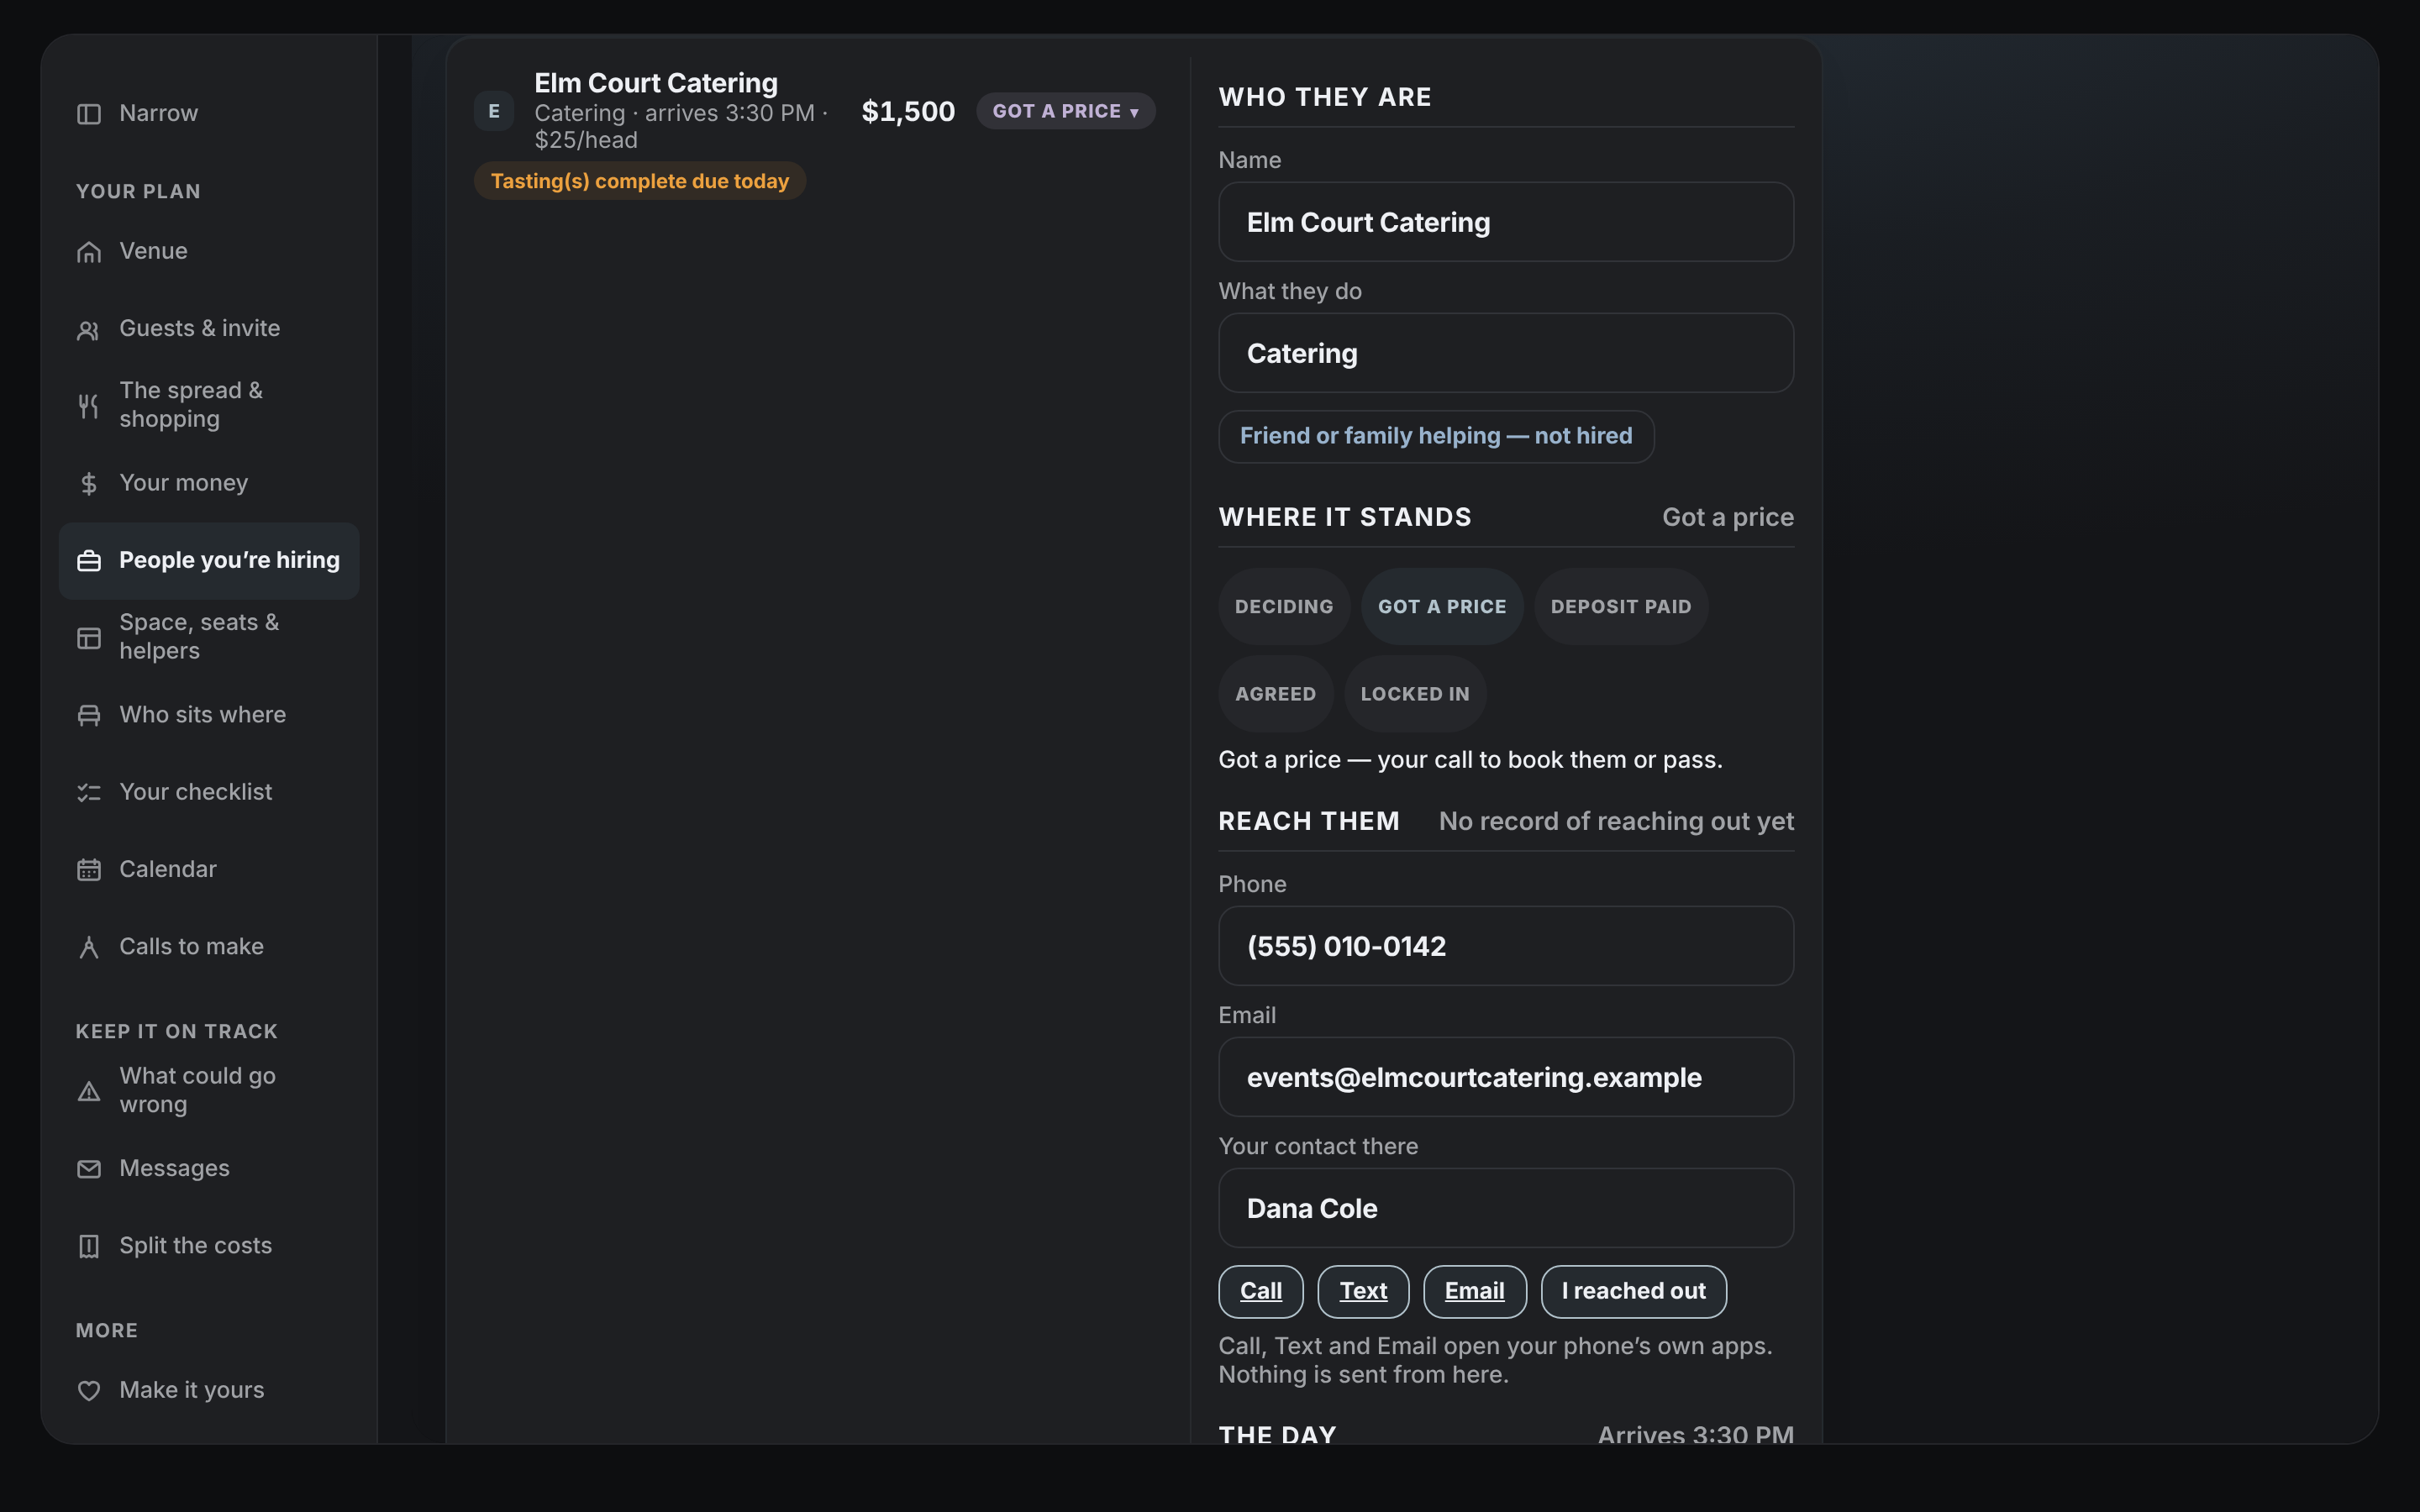 Narrow
YOUR PLAN
Venue
Guests & invite
The spread &
shopping
Your money
People you’re hiring
Space, seats &
helpers
Who sits where
Your checklist
Calendar
Calls to make
KEEP IT ON TRACK
What could go
wrong
Messages
Split the costs
MORE
Make it yours
E
Elm Court Catering
Catering · arrives 3:30 PM ·
$25/head
$1,500
GOT A PRICE ▾
Tasting(s) complete due today
WHO THEY ARE
Name
Elm Court Catering
What they do
Catering
Friend or family helping — not hired
WHERE IT STANDS Got a price
DECIDING GOT A PRICE DEPOSIT PAID
AGREED LOCKED IN
Got a price — your call to book them or pass.
REACH THEM No record of reaching out yet
Phone
(555) 010-0142
Email
events@elmcourtcatering.example
Your contact there
Dana Cole
Call Text Email I reached out
Call, Text and Email open your phone’s own apps.
Nothing is sent from here.
THE DAY Arrives 3:30 PM